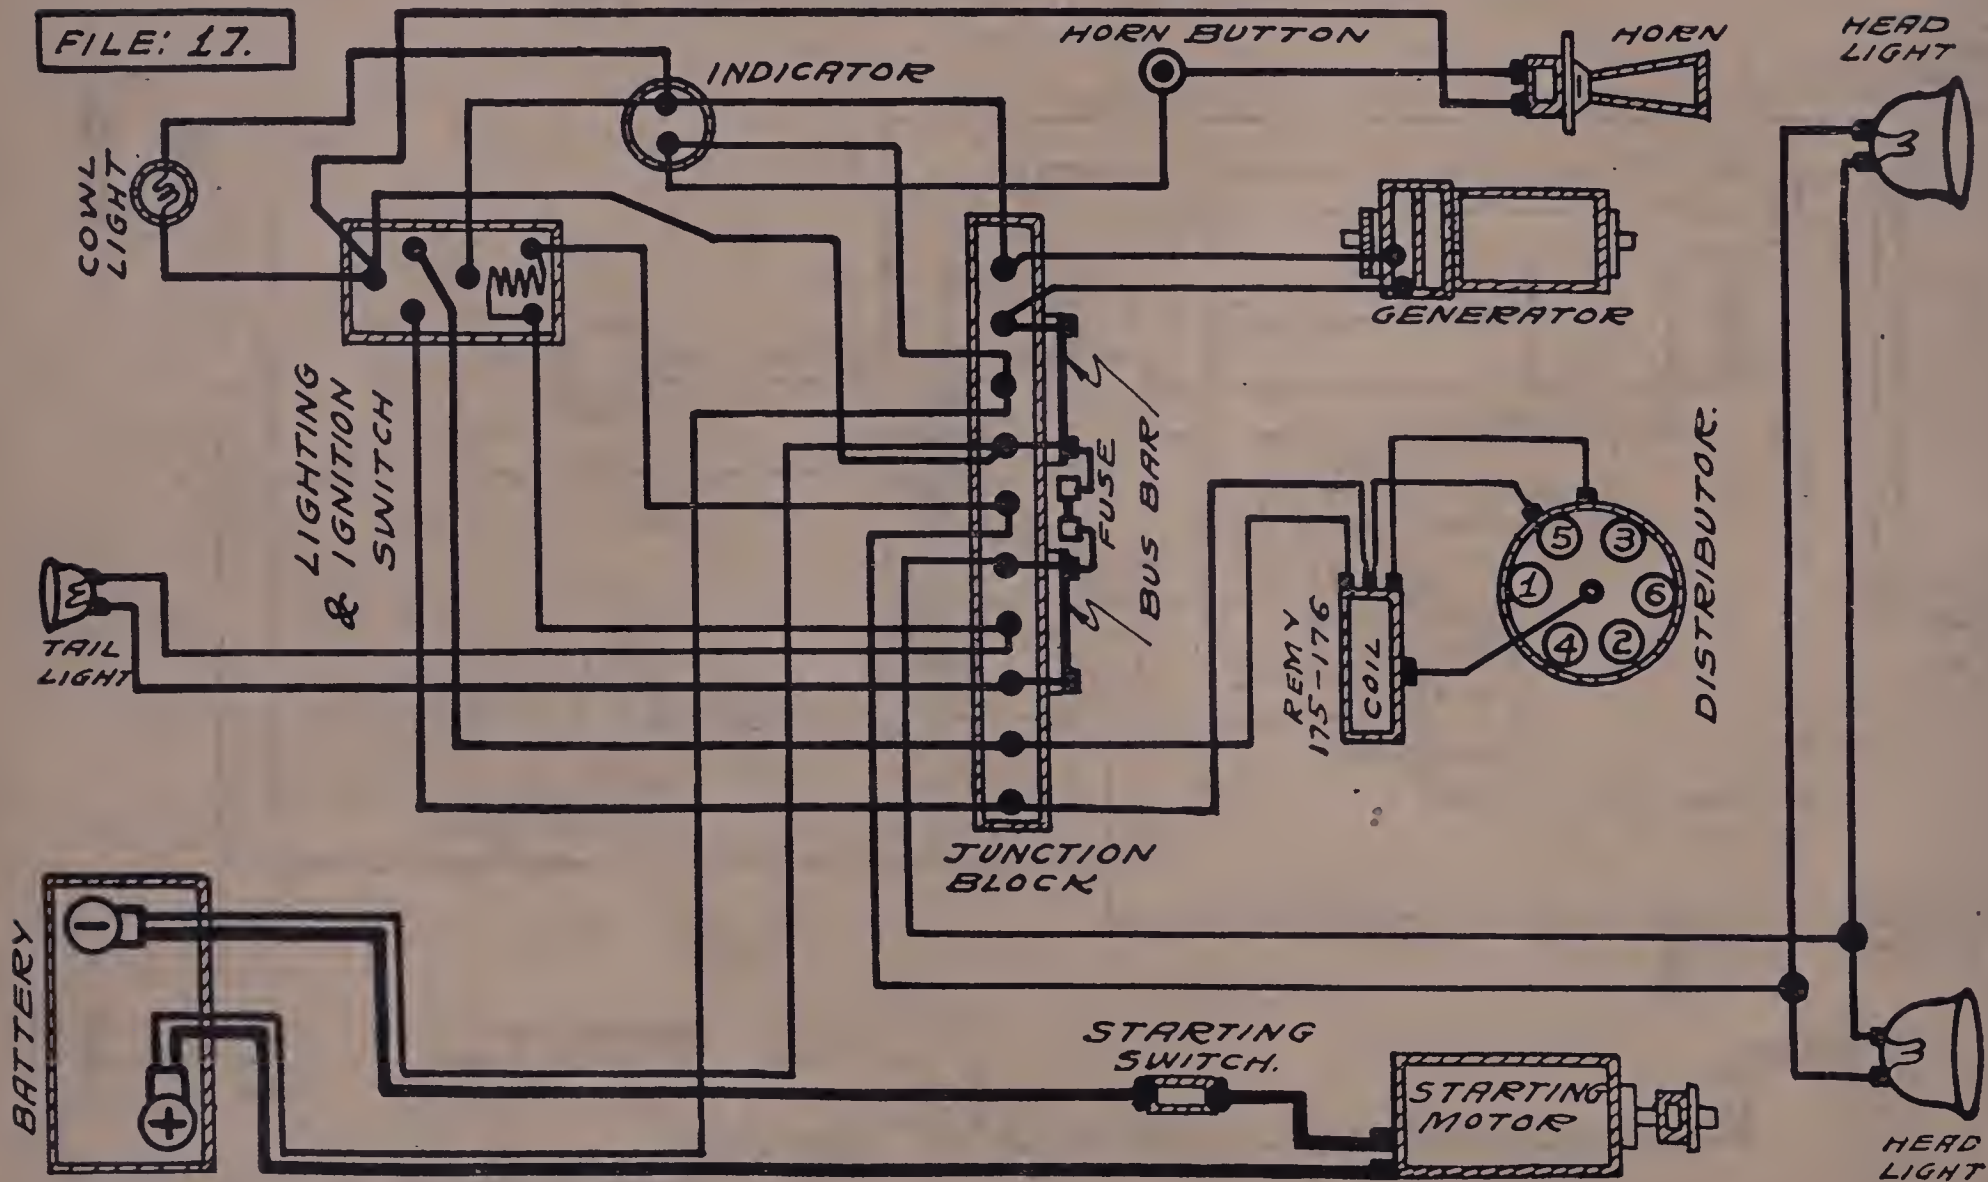 FILE: 17.
INDICATOR
HORN BUTTON
HORN
HEAD
LIGHT
COWL
LIGHT
GENERATOR
LIGHTING
& IGNITION
SWITCH
FUSE
BUS BAR
5
3
1
6
4
2
DISTRIBUTOR.
REMY
175-176
COIL
TAIL
LIGHT
JUNCTION
BLOCK
BATTERY
−
+
STARTING
SWITCH.
STARTING
MOTOR
HEAD
LIGHT